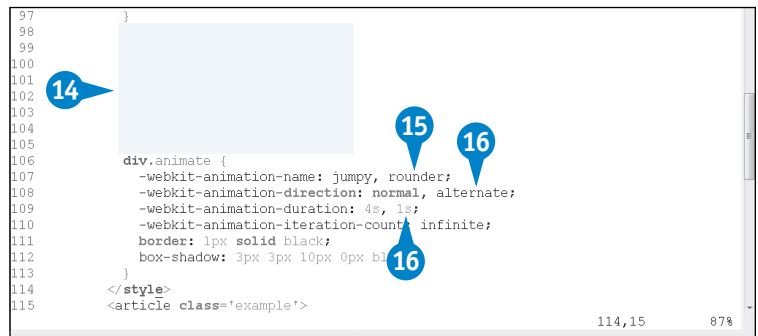 97 }
98
99
100
101
102
103
104
105
106 div.animate {
107 -webkit-animation-name: jumpy, rounder;
108 -webkit-animation-direction: normal, alternate;
109 -webkit-animation-duration: 4s, 1s;
110 -webkit-animation-iteration-count: infinite;
111 border: 1px solid black;
112 box-shadow: 3px 3px 10px 0px
113 }
114 </style>
115 <article class='example'>
114,15 87%
14
15
16
16